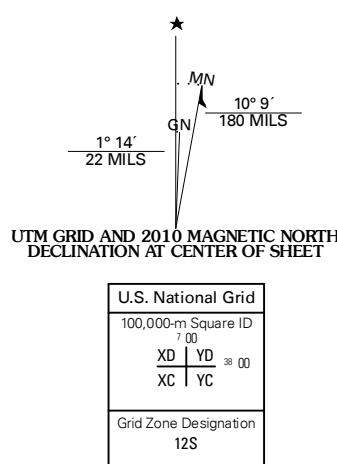 ★
MN
GN
10° 9´
180 MILS
1° 14´
22 MILS
UTM GRID AND 2010 MAGNETIC NORTH
DECLINATION AT CENTER OF SHEET
U.S. National Grid
100,000-m Square ID
7 00
XD YD 38 00
XC YC
Grid Zone Designation
12S